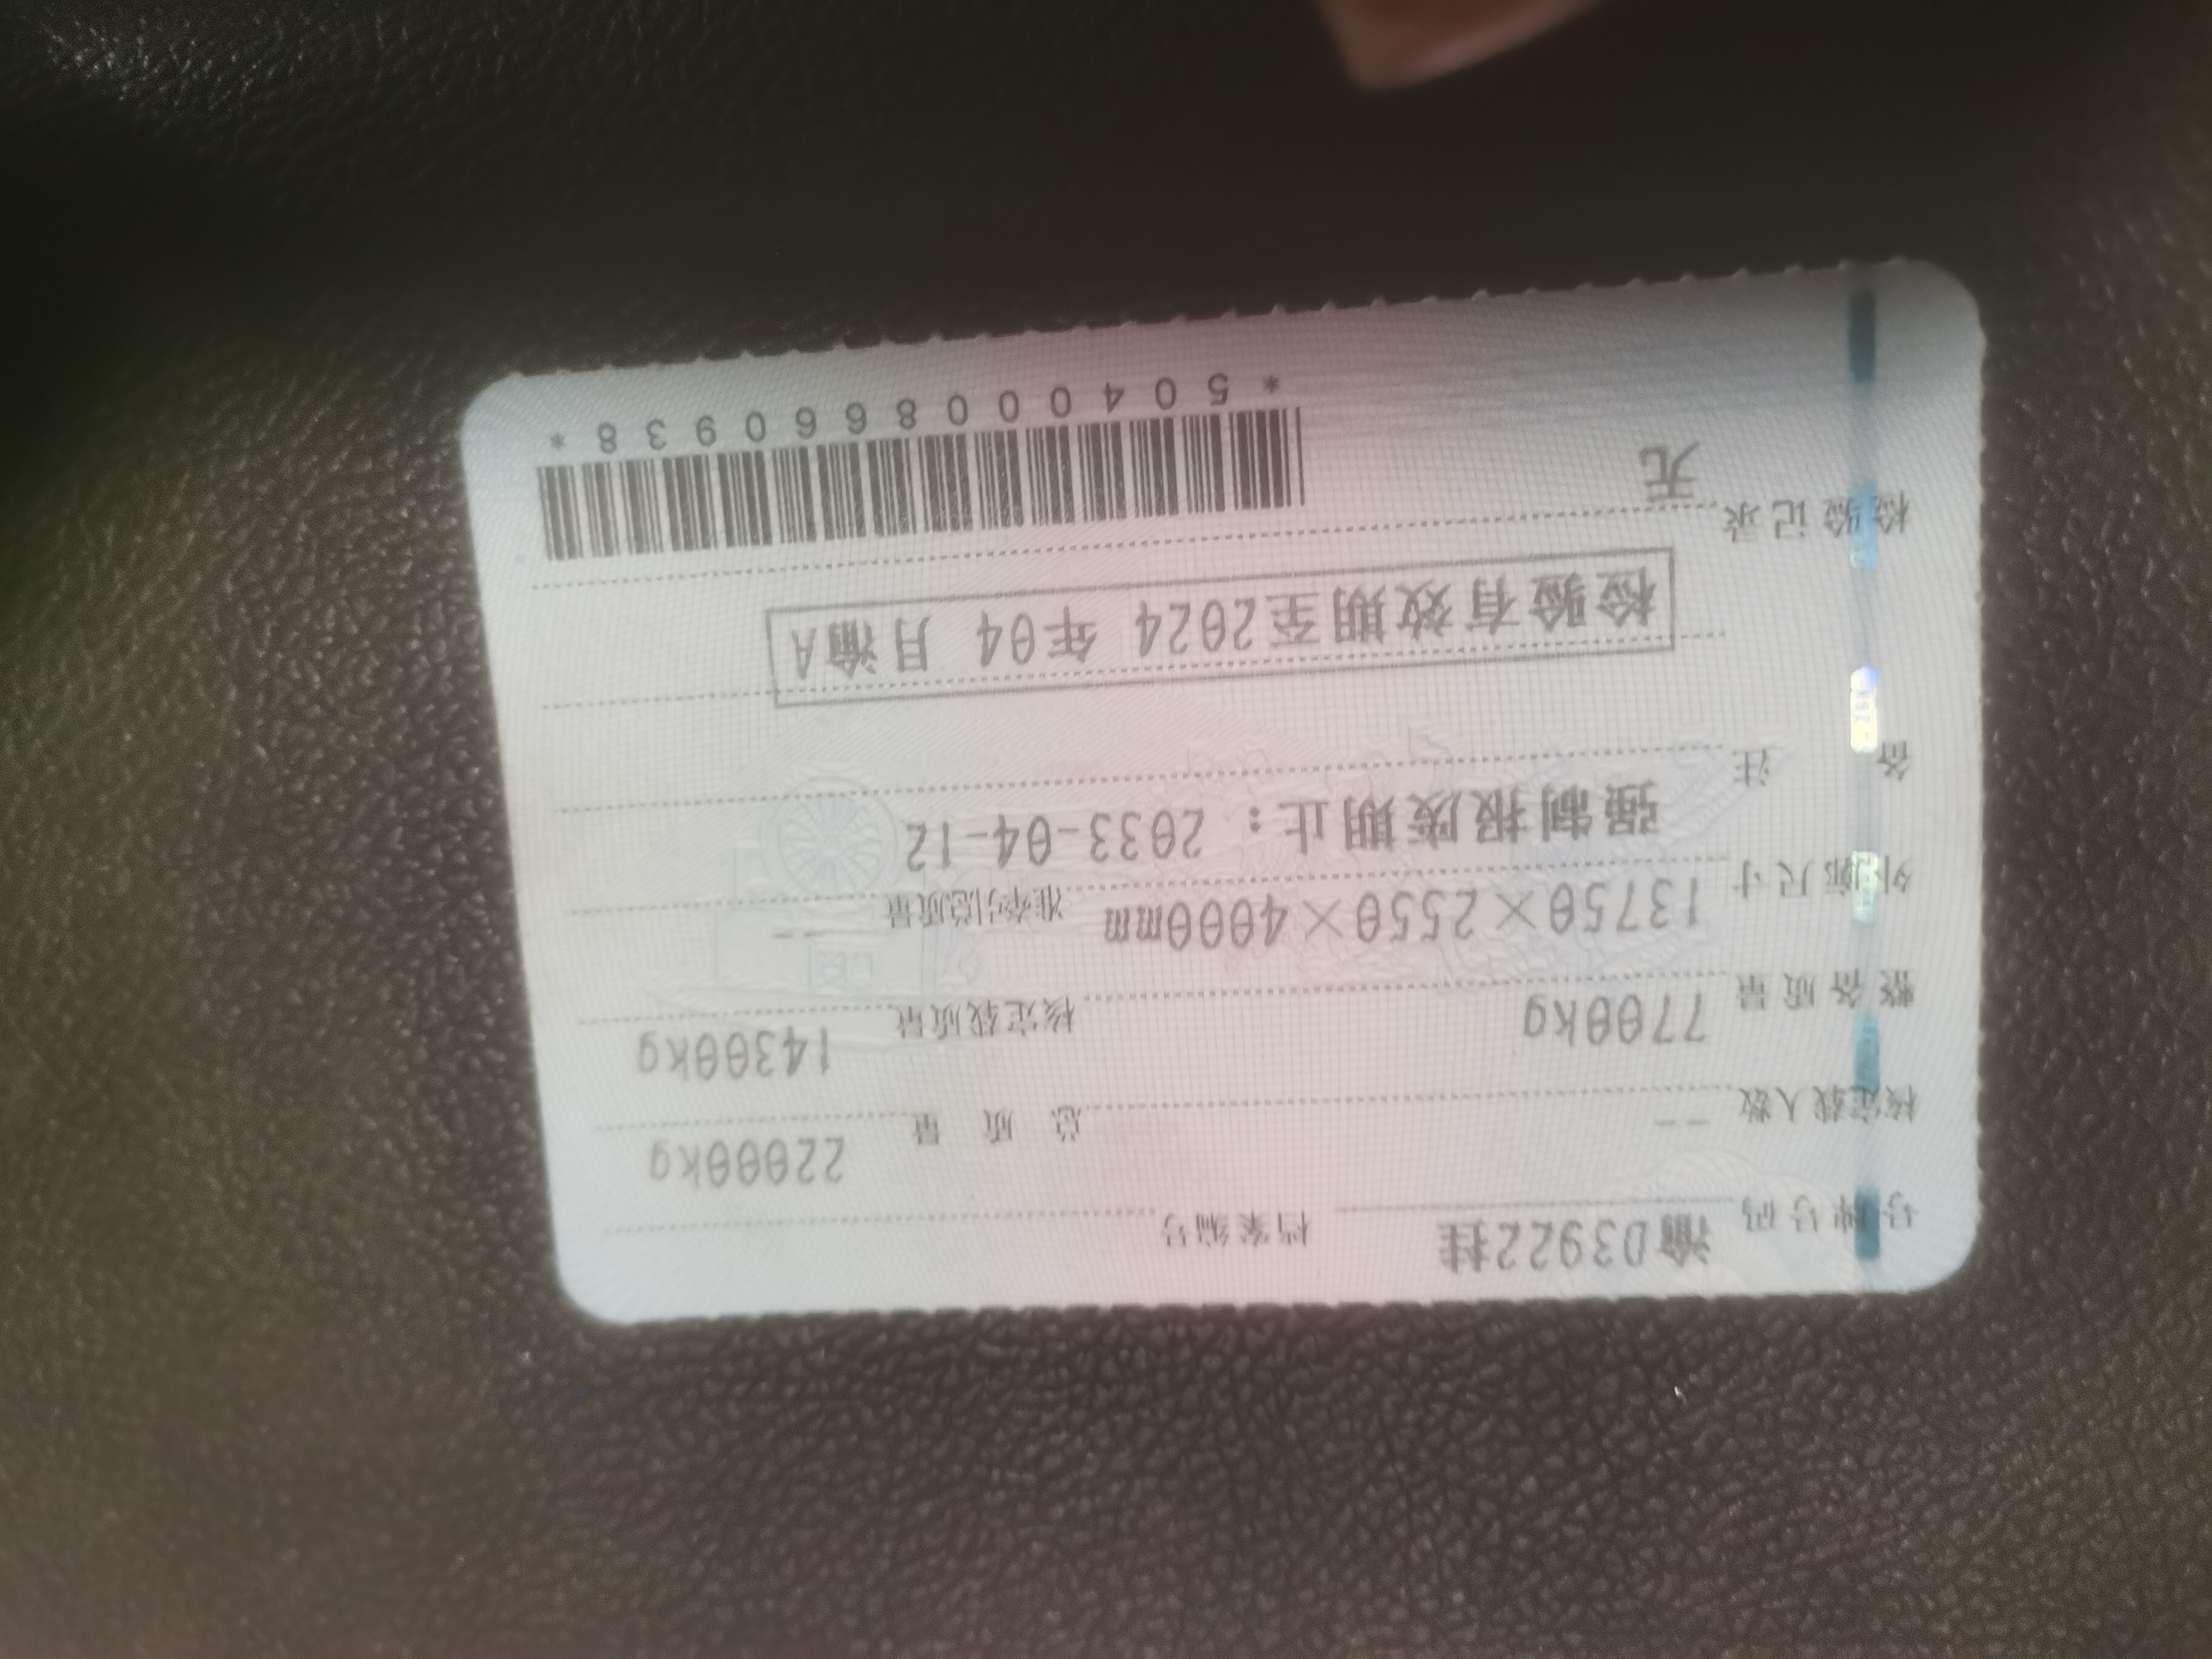 号牌号码 渝D3922挂 档案编号
核定载人数 -- 总质量 22000kg
整备质量 7700kg 核定载质量 14300kg
外廓尺寸 13750×2550×4000mm 准牵引总质量 --
备注 强制报废期止：2033-04-12
检验有效期至2024 年04 月渝A
检验记录
无
*5040008660938*